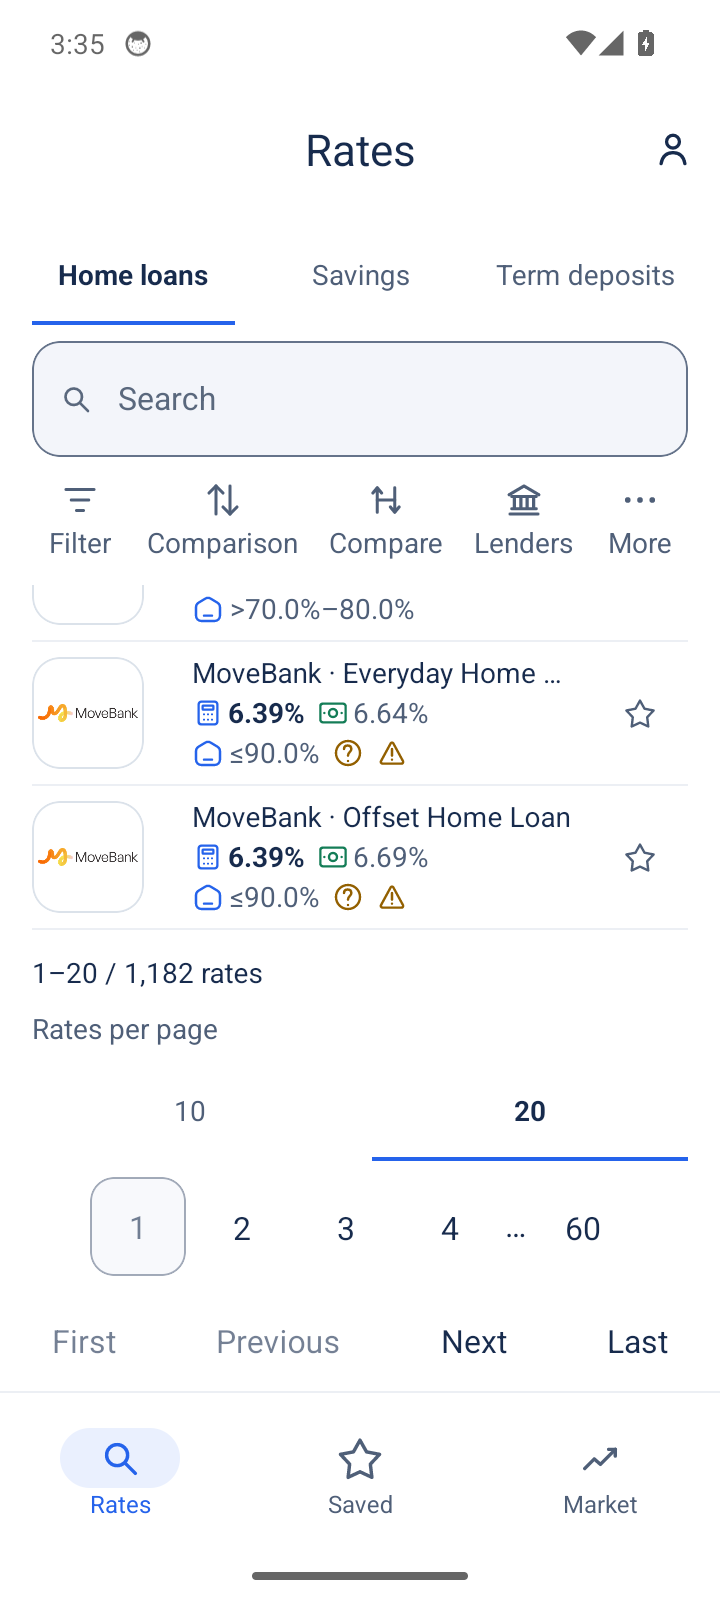 3:35
Rates
Home loans Savings Term deposits
Search
Filter Comparison Compare Lenders More
>70.0%–80.0%
MoveBank · Everyday Home ...
MoveBank 6.39% 6.64%
≤90.0%
MoveBank · Offset Home Loan
MoveBank 6.39% 6.69%
≤90.0%
1–20 / 1,182 rates
Rates per page
10 20
1 2 3 4 ... 60
First Previous Next Last
Rates Saved Market